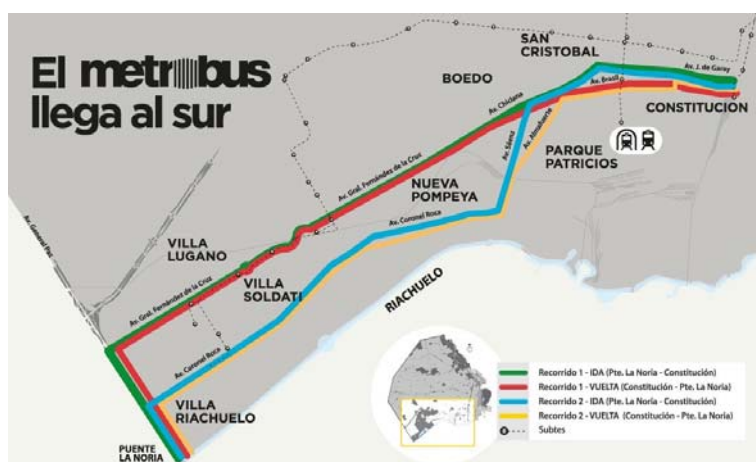 El metrobus
llega al sur
SAN
CRISTOBAL
BOEDO
Av. J. de Garay
Av. Brasil
CONSTITUCION
Av. Chiclana
Av. Almafuerte
Av. Sáenz
PARQUE
PATRICIOS
Av. Gral. Fernández de la Cruz
NUEVA
POMPEYA
Av. General Paz
VILLA
LUGANO
Av. Coronel Roca
VILLA
SOLDATI
RIACHUELO
Av. Gral. Fernández de la Cruz
Av. Coronel Roca
VILLA
RIACHUELO
PUENTE
LA NORIA
Recorrido 1 - IDA (Pte. La Noria - Constitución)
Recorrido 1 - VUELTA (Constitución - Pte. La Noria)
Recorrido 2 - IDA (Pte. La Noria - Constitución)
Recorrido 2 - VUELTA (Constitución - Pte. La Noria)
Subtes